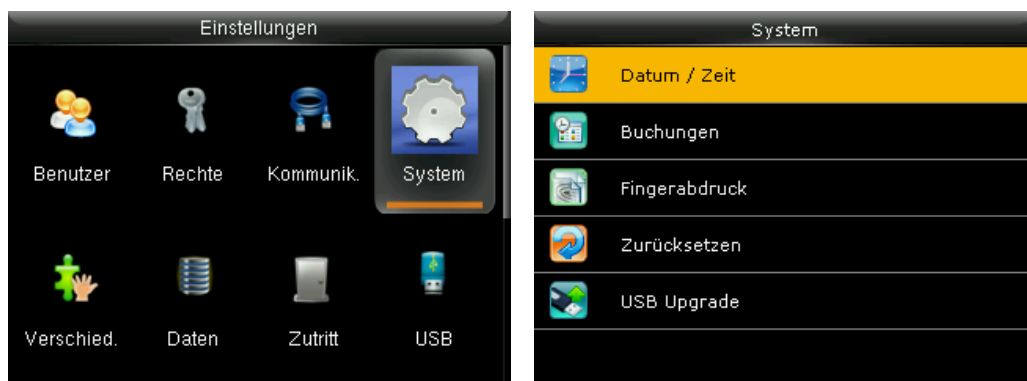 Einstellungen
Benutzer Rechte Kommunik. System
Verschied. Daten Zutritt USB
System
Datum / Zeit
Buchungen
Fingerabdruck
Zurücksetzen
USB Upgrade